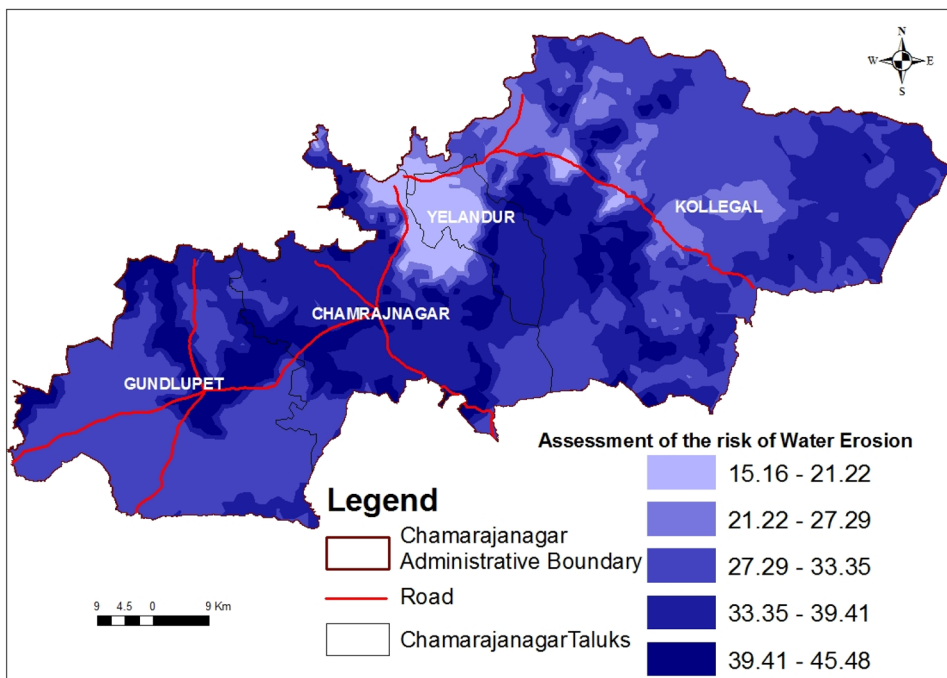 N
W E
S
YELANDUR
KOLLEGAL
CHAMRAJNAGAR
GUNDLUPET
Assessment of the risk of Water Erosion
15.16 - 21.22
21.22 - 27.29
27.29 - 33.35
33.35 - 39.41
39.41 - 45.48
Legend
Chamarajanagar
Administrative Boundary
Road
ChamarajanagarTaluks
9 4.5 0 9 Km